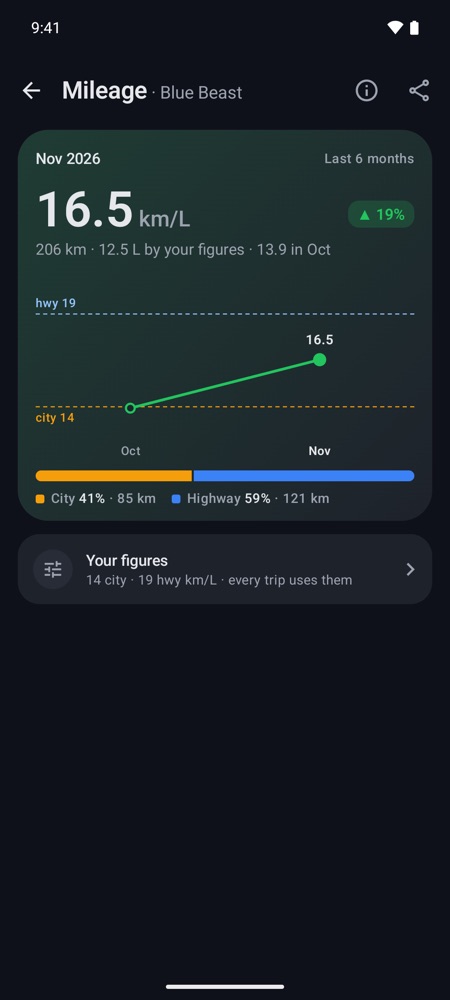 9:41
Mileage · Blue Beast
Nov 2026
Last 6 months
16.5 km/L
▲ 19%
206 km · 12.5 L by your figures · 13.9 in Oct
hwy 19
16.5
city 14
Oct
Nov
City 41% · 85 km
Highway 59% · 121 km
Your figures
14 city · 19 hwy km/L · every trip uses them